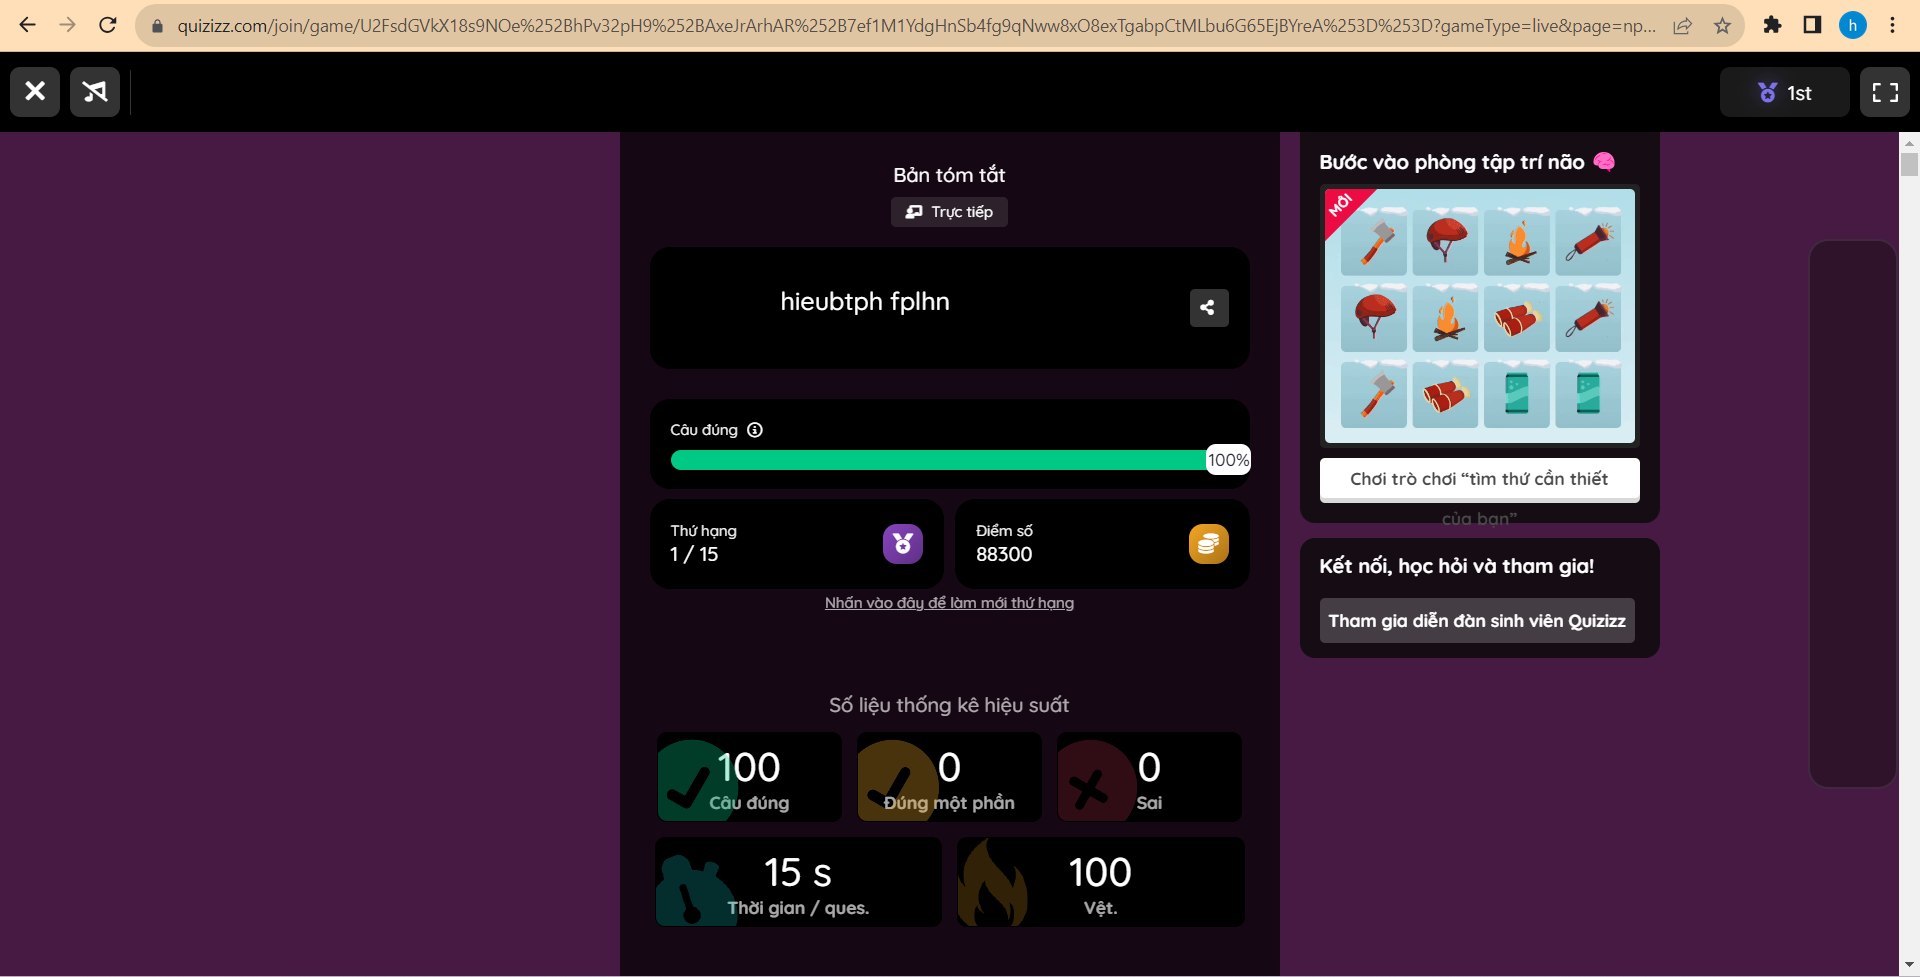 quizizz.com/join/game/U2FsdGVkX18s9NOe%252BhPv32pH9%252BAxeJrArhAR%252B7ef1M1YdgHnSb4fg9qNww8xO8exTgabpCtMLbu6G65EjBYreA%253D%253D?gameType=live&page=np...
h
1st
Bản tóm tắt
Trực tiếp
hieubtph fplhn
Câu đúng
100%
Thứ hạng
1 / 15
Điểm số
88300
Nhấn vào đây để làm mới thứ hạng
Số liệu thống kê hiệu suất
100
Câu đúng
0
Đúng một phần
0
Sai
15 s
Thời gian / ques.
100
Vệt.
Bước vào phòng tập trí não
MỚI
Chơi trò chơi “tìm thứ cần thiết
của bạn”
Kết nối, học hỏi và tham gia!
Tham gia diễn đàn sinh viên Quizizz